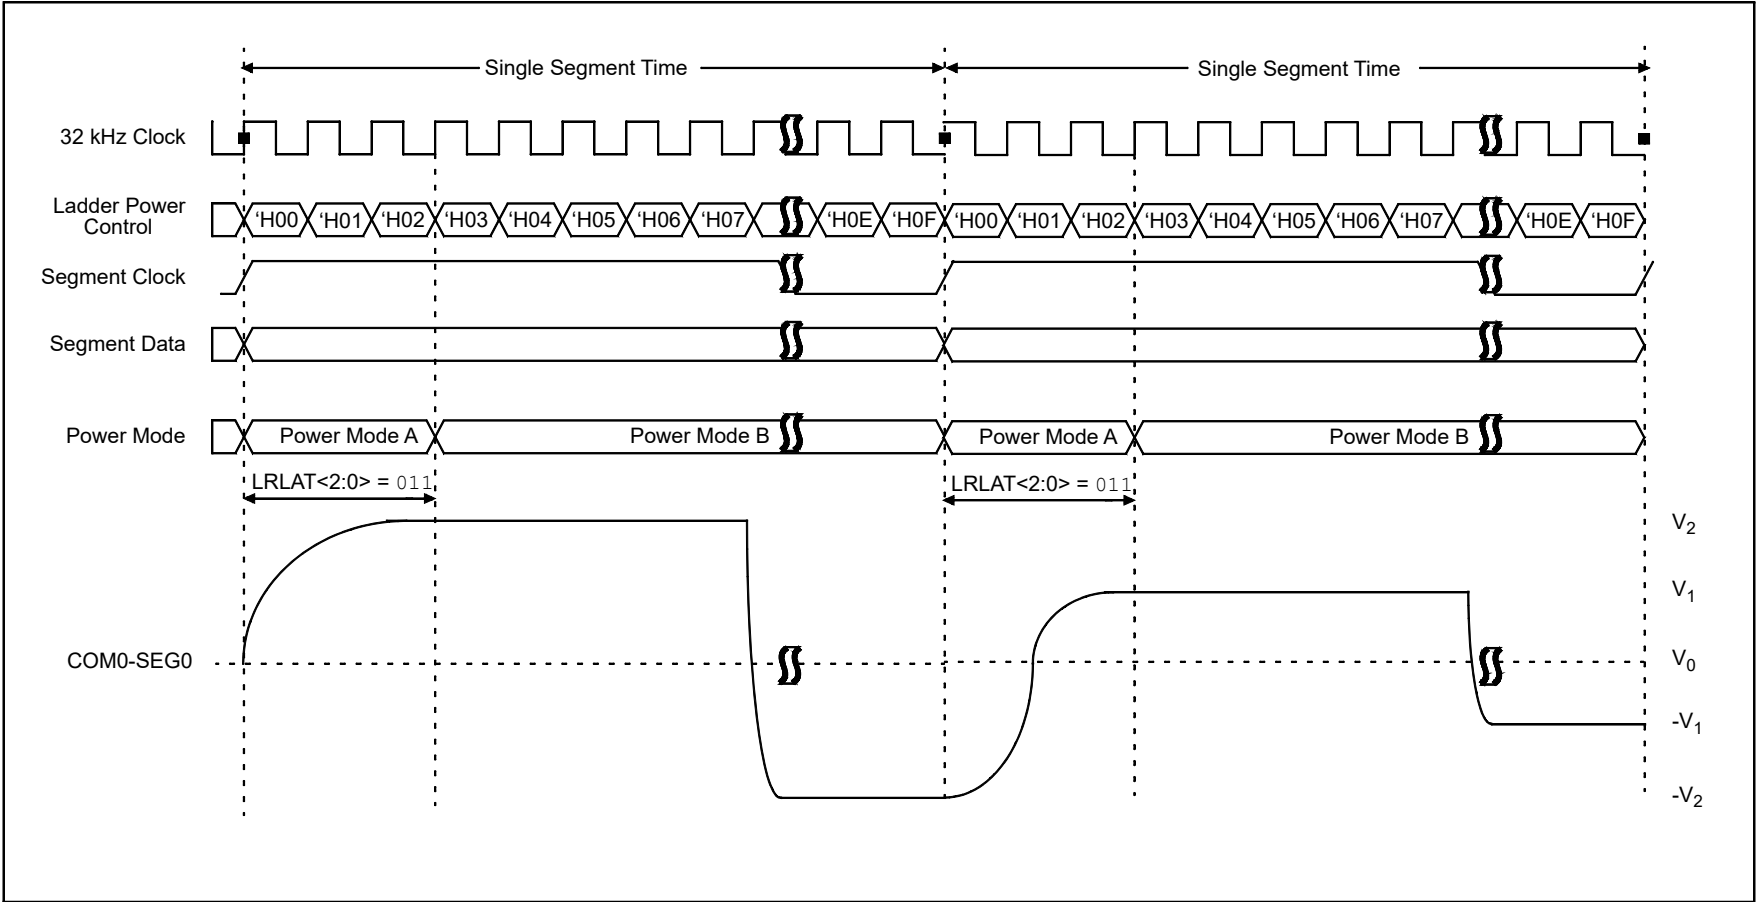 Single Segment Time Single Segment Time
32 kHz Clock
Ladder Power
Control
‘H00 ‘H01 ‘H02 ‘H03 ‘H04 ‘H05 ‘H06 ‘H07 ‘H0E ‘H0F ‘H00 ‘H01 ‘H02 ‘H03 ‘H04 ‘H05 ‘H06 ‘H07 ‘H0E ‘H0F
Segment Clock
Segment Data
Power Mode Power Mode A Power Mode B Power Mode A Power Mode B
LRLAT<2:0> = 011 LRLAT<2:0> = 011
V2
V1
COM0-SEG0 V0
-V1
-V2